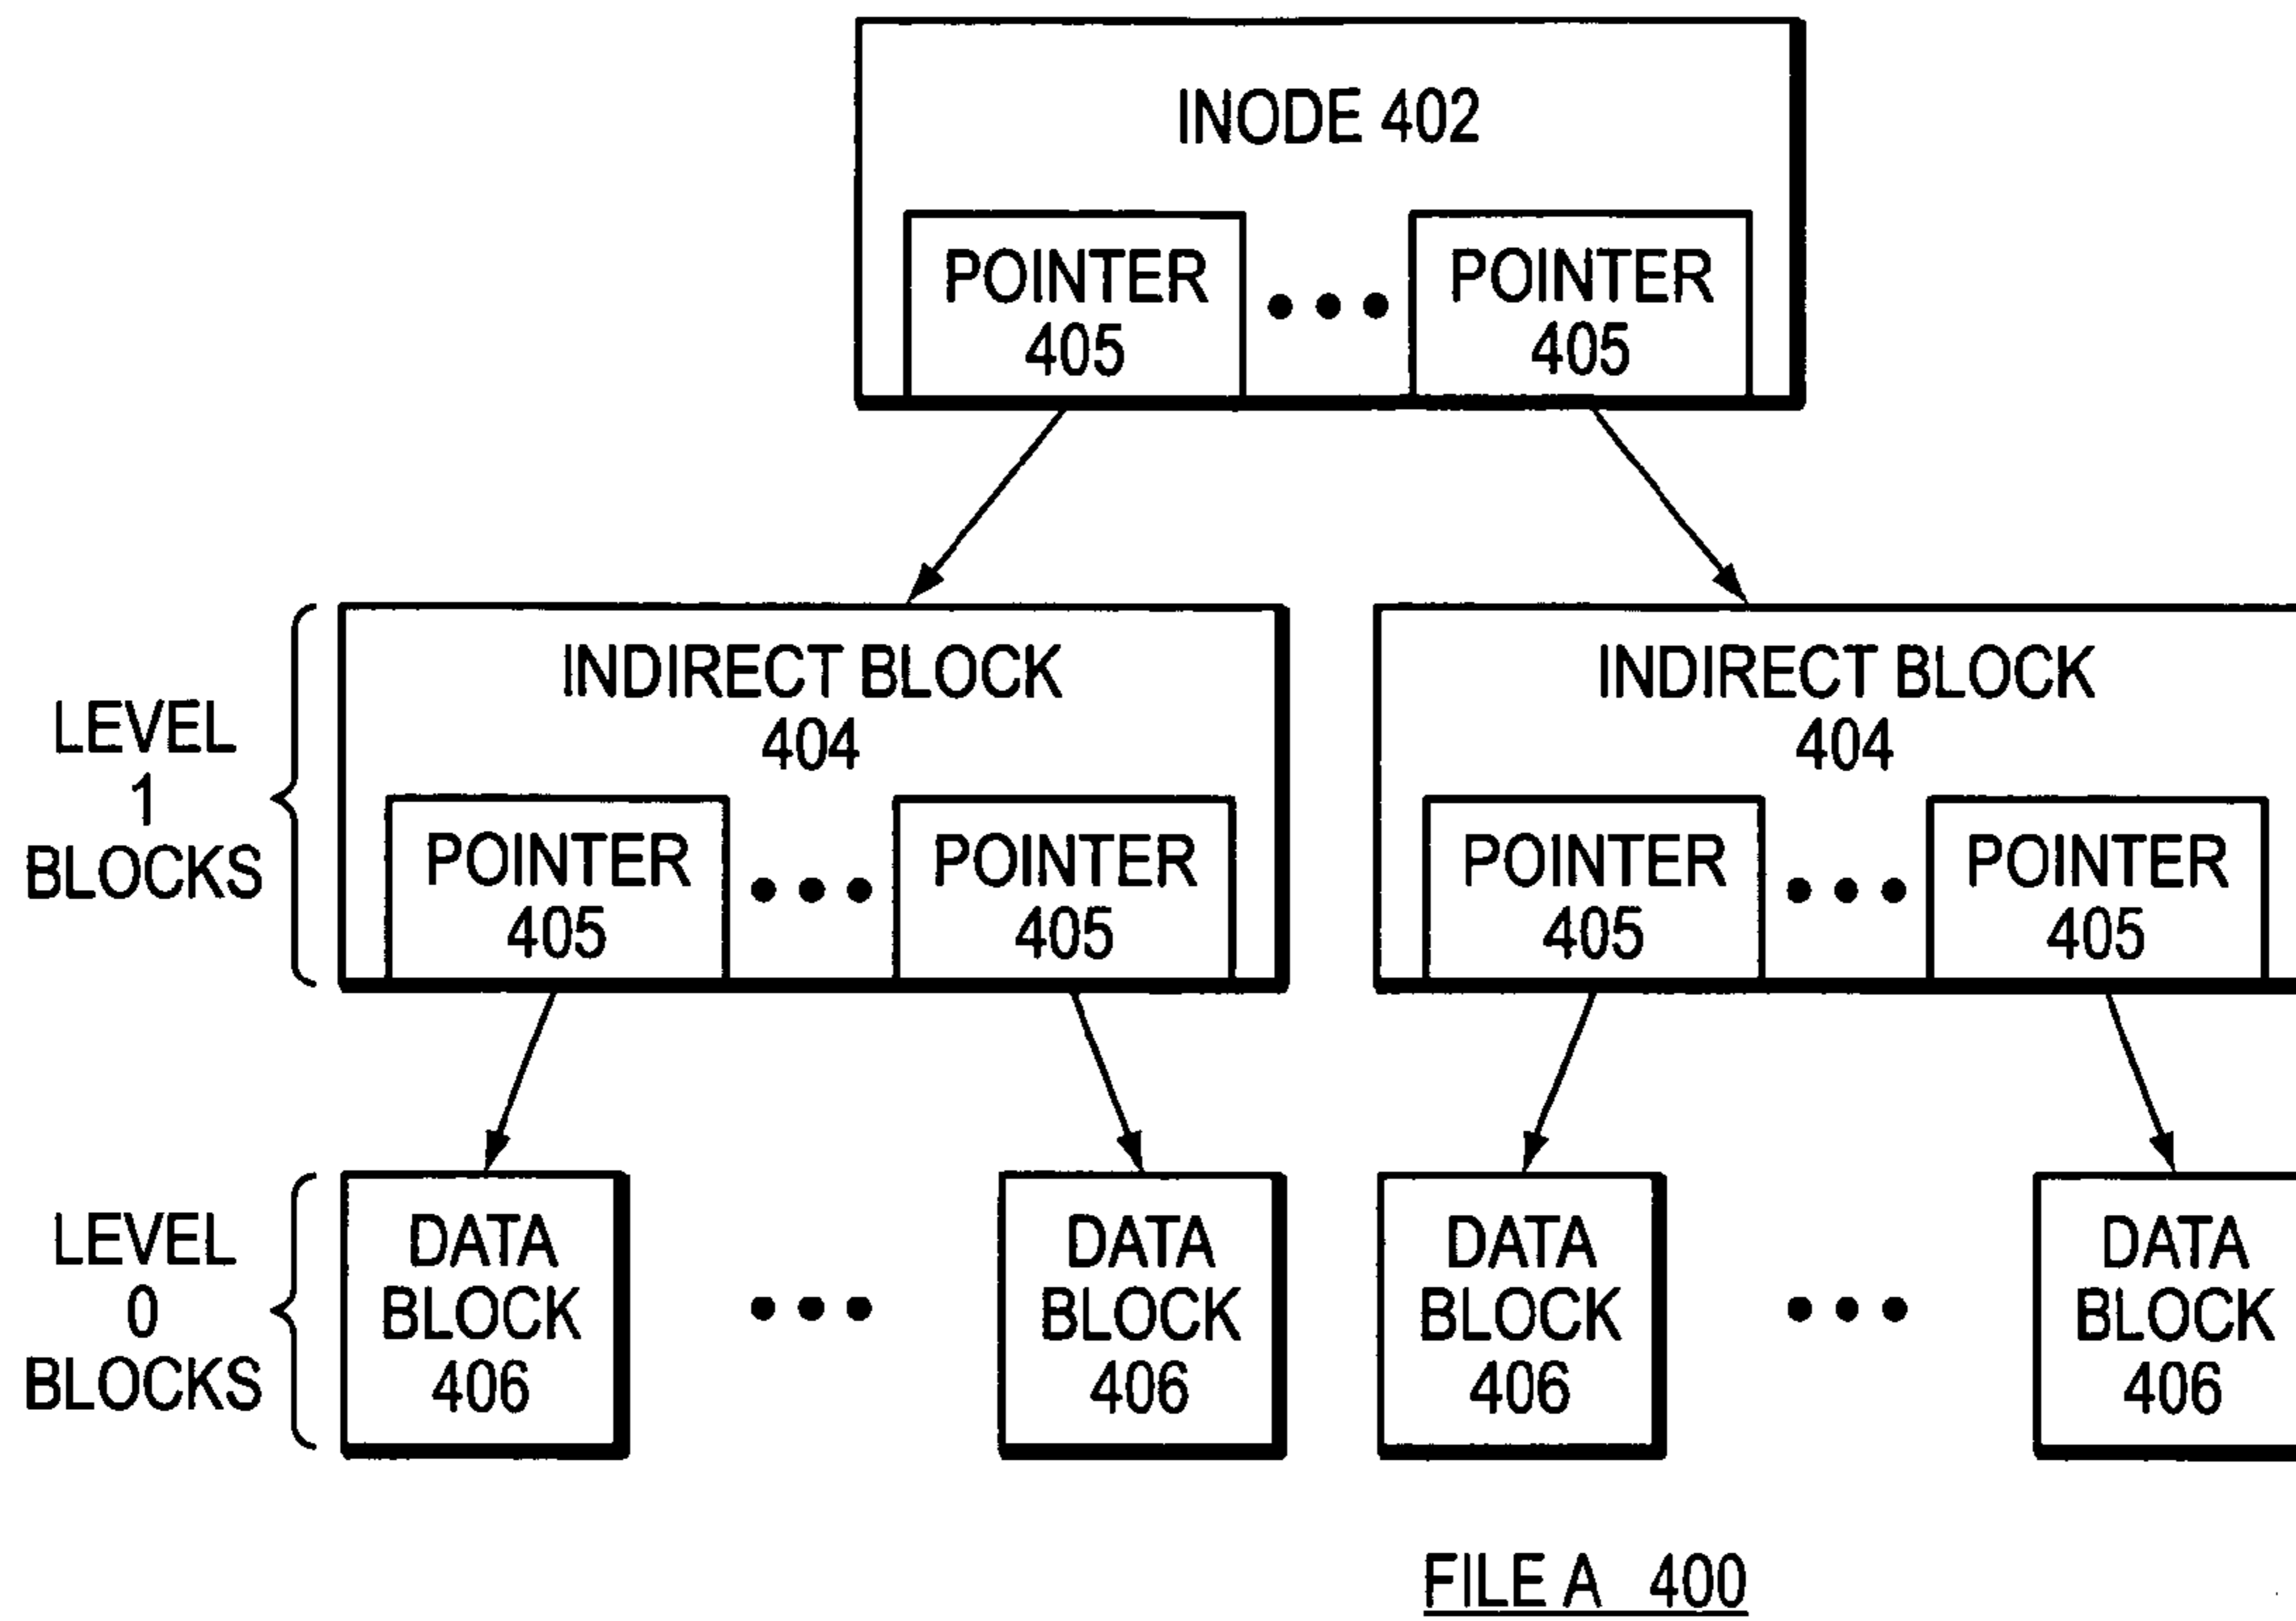 INODE 402
POINTER
405
POINTER
405
LEVEL
1
BLOCKS
INDIRECT BLOCK
404
POINTER
405
POINTER
405
INDIRECT BLOCK
404
POINTER
405
POINTER
405
LEVEL
0
BLOCKS
DATA
BLOCK
406
DATA
BLOCK
406
DATA
BLOCK
406
DATA
BLOCK
406
FILE A 400